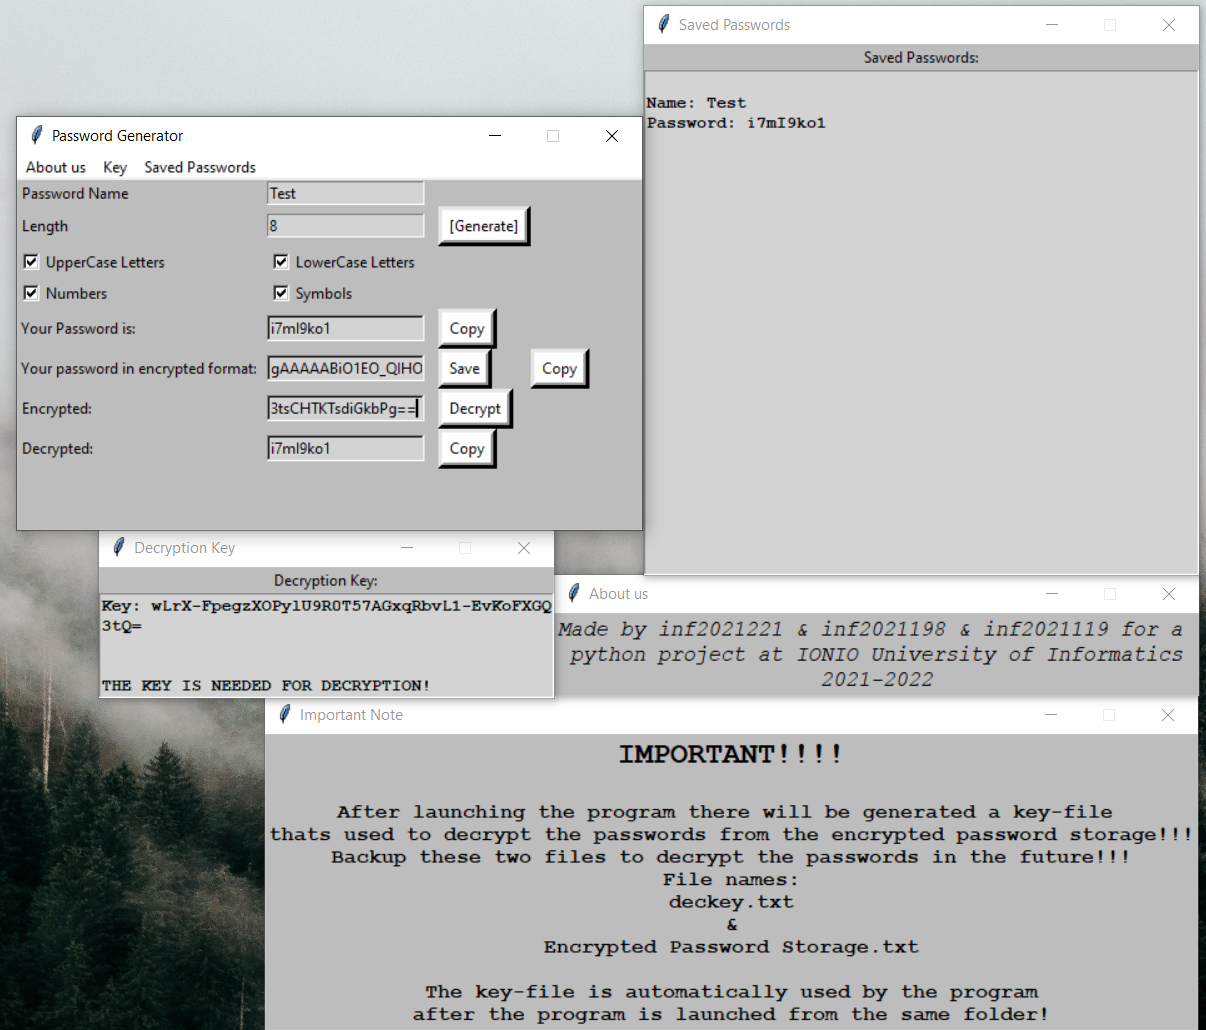 Saved Passwords
Saved Passwords:
Name: Test
Password: i7mI9ko1
Password Generator
About us Key Saved Passwords
Password Name Test
Length 8 [Generate]
UpperCase Letters LowerCase Letters
Numbers Symbols
Your Password is: i7mI9ko1 Copy
Your password in encrypted format: gAAAAABiO1EO_QIHO Save Copy
Encrypted: 3tsCHTKTsdiGkbPg== Decrypt
Decrypted: i7mI9ko1 Copy
Decryption Key
Decryption Key:
Key: wLrX-FpegzXOPylU9R0T57AGxqRbvL1-EvKoFXGQ
3tQ=
THE KEY IS NEEDED FOR DECRYPTION!
About us
Made by inf2021221 & inf2021198 & inf2021119 for a
python project at IONIO University of Informatics
2021-2022
Important Note
IMPORTANT!!!!
After launching the program there will be generated a key-file
thats used to decrypt the passwords from the encrypted password storage!!!
Backup these two files to decrypt the passwords in the future!!!
File names:
deckey.txt
&
Encrypted Password Storage.txt
The key-file is automatically used by the program
after the program is launched from the same folder!